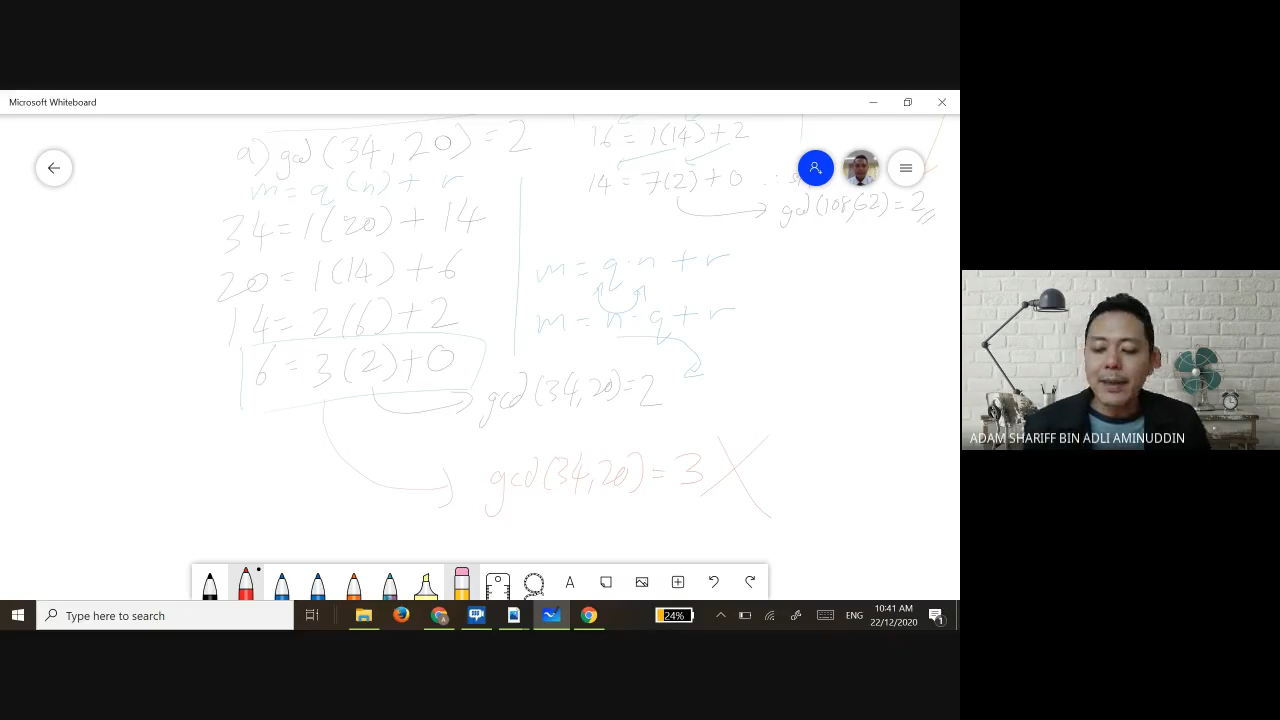 Microsoft Whiteboard
a) gcd (34, 20) = 2
m = q (n) + r
34 = 1(20) + 14
20 = 1(14) + 6
14 = 2(6) + 2
6 = 3(2) + 0
gcd (34, 20) = 2
gcd (34, 20) = 3 X
16 = 1(14) + 2
14 = 7(2) + 0
gcd (108, 62) = 2
m = q · n + r
m = n · q + r
ADAM SHARIFF BIN ADLI AMINUDDIN
A
Type here to search
24%
ENG
10:41 AM
22/12/2020
1